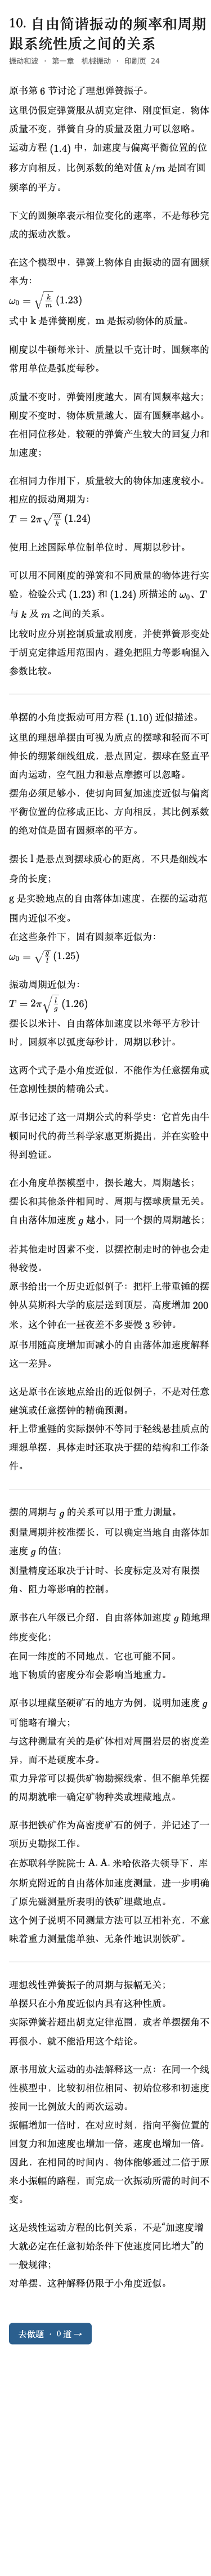 10. 自由简谐振动的频率和周期
跟系统性质之间的关系
振动和波 · 第一章 机械振动 · 印刷页 24
原书第 6 节讨论了理想弹簧振子。
这里仍假定弹簧服从胡克定律、刚度恒定，物体
质量不变，弹簧自身的质量及阻力可以忽略。
运动方程 (1.4) 中，加速度与偏离平衡位置的位
移方向相反，比例系数的绝对值 k/m 是固有圆
频率的平方。
下文的圆频率表示相位变化的速率，不是每秒完
成的振动次数。
在这个模型中，弹簧上物体自由振动的固有圆频
率为：
ω₀ = √(k/m) (1.23)
式中 k 是弹簧刚度，m 是振动物体的质量。
刚度以牛顿每米计、质量以千克计时，圆频率的
常用单位是弧度每秒。
质量不变时，弹簧刚度越大，固有圆频率越大；
刚度不变时，物体质量越大，固有圆频率越小。
在相同位移处，较硬的弹簧产生较大的回复力和
加速度；
在相同力作用下，质量较大的物体加速度较小。
相应的振动周期为：
T = 2π√(m/k) (1.24)
使用上述国际单位制单位时，周期以秒计。
可以用不同刚度的弹簧和不同质量的物体进行实
验，检验公式 (1.23) 和 (1.24) 所描述的 ω₀、T
与 k 及 m 之间的关系。
比较时应分别控制质量或刚度，并使弹簧形变处
于胡克定律适用范围内，避免把阻力等影响混入
参数比较。
单摆的小角度振动可用方程 (1.10) 近似描述。
这里的理想单摆由可视为质点的摆球和轻而不可
伸长的绷紧细线组成，悬点固定，摆球在竖直平
面内运动，空气阻力和悬点摩擦可以忽略。
摆角必须足够小，使切向回复加速度近似与偏离
平衡位置的位移成正比、方向相反，其比例系数
的绝对值是固有圆频率的平方。
摆长 l 是悬点到摆球质心的距离，不只是细线本
身的长度；
g 是实验地点的自由落体加速度，在摆的运动范
围内近似不变。
在这些条件下，固有圆频率近似为：
ω₀ = √(g/l) (1.25)
振动周期近似为：
T = 2π√(l/g) (1.26)
摆长以米计、自由落体加速度以米每平方秒计
时，圆频率以弧度每秒计，周期以秒计。
这两个式子是小角度近似，不能作为任意摆角或
任意刚性摆的精确公式。
原书记述了这一周期公式的科学史：它首先由牛
顿同时代的荷兰科学家惠更斯提出，并在实验中
得到验证。
在小角度单摆模型中，摆长越大，周期越长；
摆长和其他条件相同时，周期与摆球质量无关。
自由落体加速度 g 越小，同一个摆的周期越长；
若其他走时因素不变，以摆控制走时的钟也会走
得较慢。
原书给出一个历史近似例子：把杆上带重锤的摆
钟从莫斯科大学的底层送到顶层，高度增加 200
米，这个钟在一昼夜差不多要慢 3 秒钟。
原书用随高度增加而减小的自由落体加速度解释
这一差异。
这是原书在该地点给出的近似例子，不是对任意
建筑或任意摆钟的精确预测。
杆上带重锤的实际摆钟不等同于轻线悬挂质点的
理想单摆，具体走时还取决于摆的结构和工作条
件。
摆的周期与 g 的关系可以用于重力测量。
测量周期并校准摆长，可以确定当地自由落体加
速度 g 的值；
测量精度还取决于计时、长度标定及对有限摆
角、阻力等影响的控制。
原书在八年级已介绍，自由落体加速度 g 随地理
纬度变化；
在同一纬度的不同地点，它也可能不同。
地下物质的密度分布会影响当地重力。
原书以埋藏坚硬矿石的地方为例，说明加速度 g
可能略有增大；
与这种测量有关的是矿体相对周围岩层的密度差
异，而不是硬度本身。
重力异常可以提供矿物勘探线索，但不能单凭摆
的周期就唯一确定矿物种类或埋藏地点。
原书把铁矿作为高密度矿石的例子，并记述了一
项历史勘探工作。
在苏联科学院院士 A. A. 米哈依洛夫领导下，库
尔斯克附近的自由落体加速度测量，进一步明确
了原先磁测量所表明的铁矿埋藏地点。
这个例子说明不同测量方法可以互相补充，不意
味着重力测量能单独、无条件地识别铁矿。
理想线性弹簧振子的周期与振幅无关；
单摆只在小角度近似内具有这种性质。
实际弹簧若超出胡克定律范围，或者单摆摆角不
再很小，就不能沿用这个结论。
原书用放大运动的办法解释这一点：在同一个线
性模型中，比较初相位相同、初始位移和初速度
按同一比例放大的两次运动。
振幅增加一倍时，在对应时刻，指向平衡位置的
回复力和加速度也增加一倍，速度也增加一倍。
因此，在相同的时间内，物体能够通过二倍于原
来小振幅的路程，而完成一次振动所需的时间不
变。
这是线性运动方程的比例关系，不是“加速度增
大就必定在任意初始条件下使速度同比增大”的
一般规律；
对单摆，这种解释仍限于小角度近似。
去做题 · 0 道 →